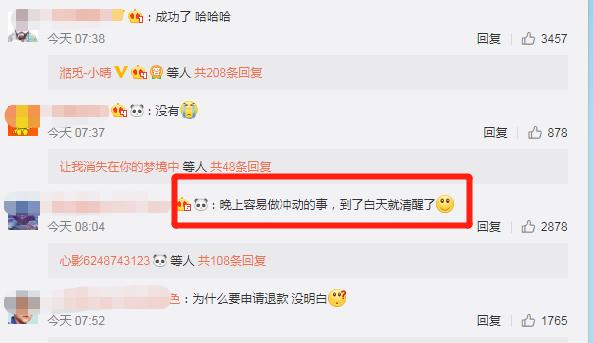 ：成功了 哈哈哈
今天 07:38 回复 3457
湉觅-小晴 等人 共208条回复
：没有
今天 07:37 回复 878
让我消失在你的梦境中 等人 共48条回复
：晚上容易做冲动的事，到了白天就清醒了
今天 08:04 回复 2878
心影6248743123 等人 共108条回复
色：为什么要申请退款 没明白
今天 07:52 回复 1765